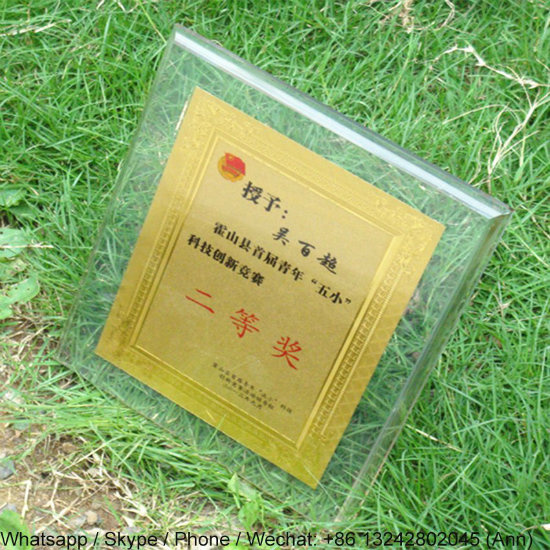 授予:
吴百超
霍山县首届青年“五小”
科技创新竞赛
二等奖
Whatsapp / Skype / Phone / Wechat: +86 13242802045 (Ann)